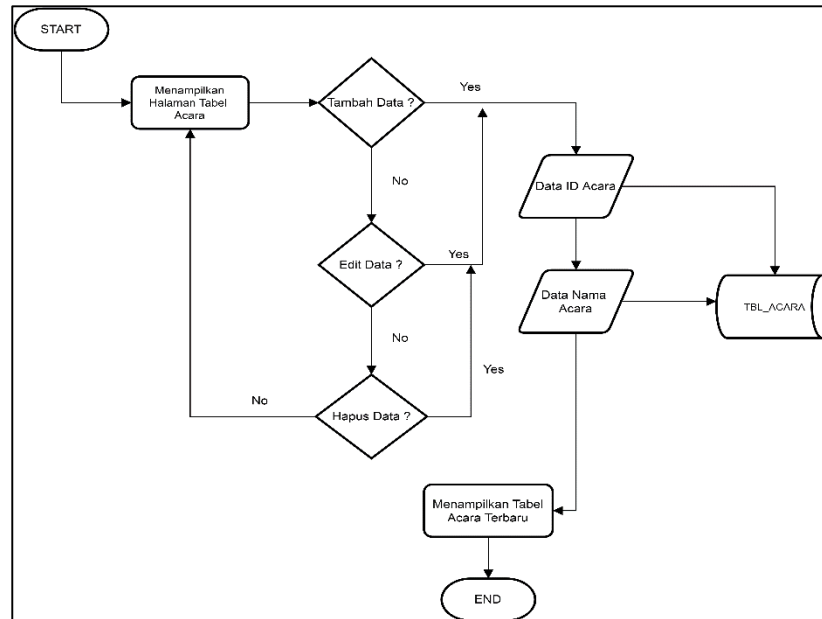 START
Menampilkan
Halaman Tabel
Acara
Tambah Data ?
Yes
No
Data ID Acara
Edit Data ?
Yes
Data Nama
Acara
TBL_ACARA
No
Yes
Hapus Data ?
No
Menampilkan Tabel
Acara Terbaru
END